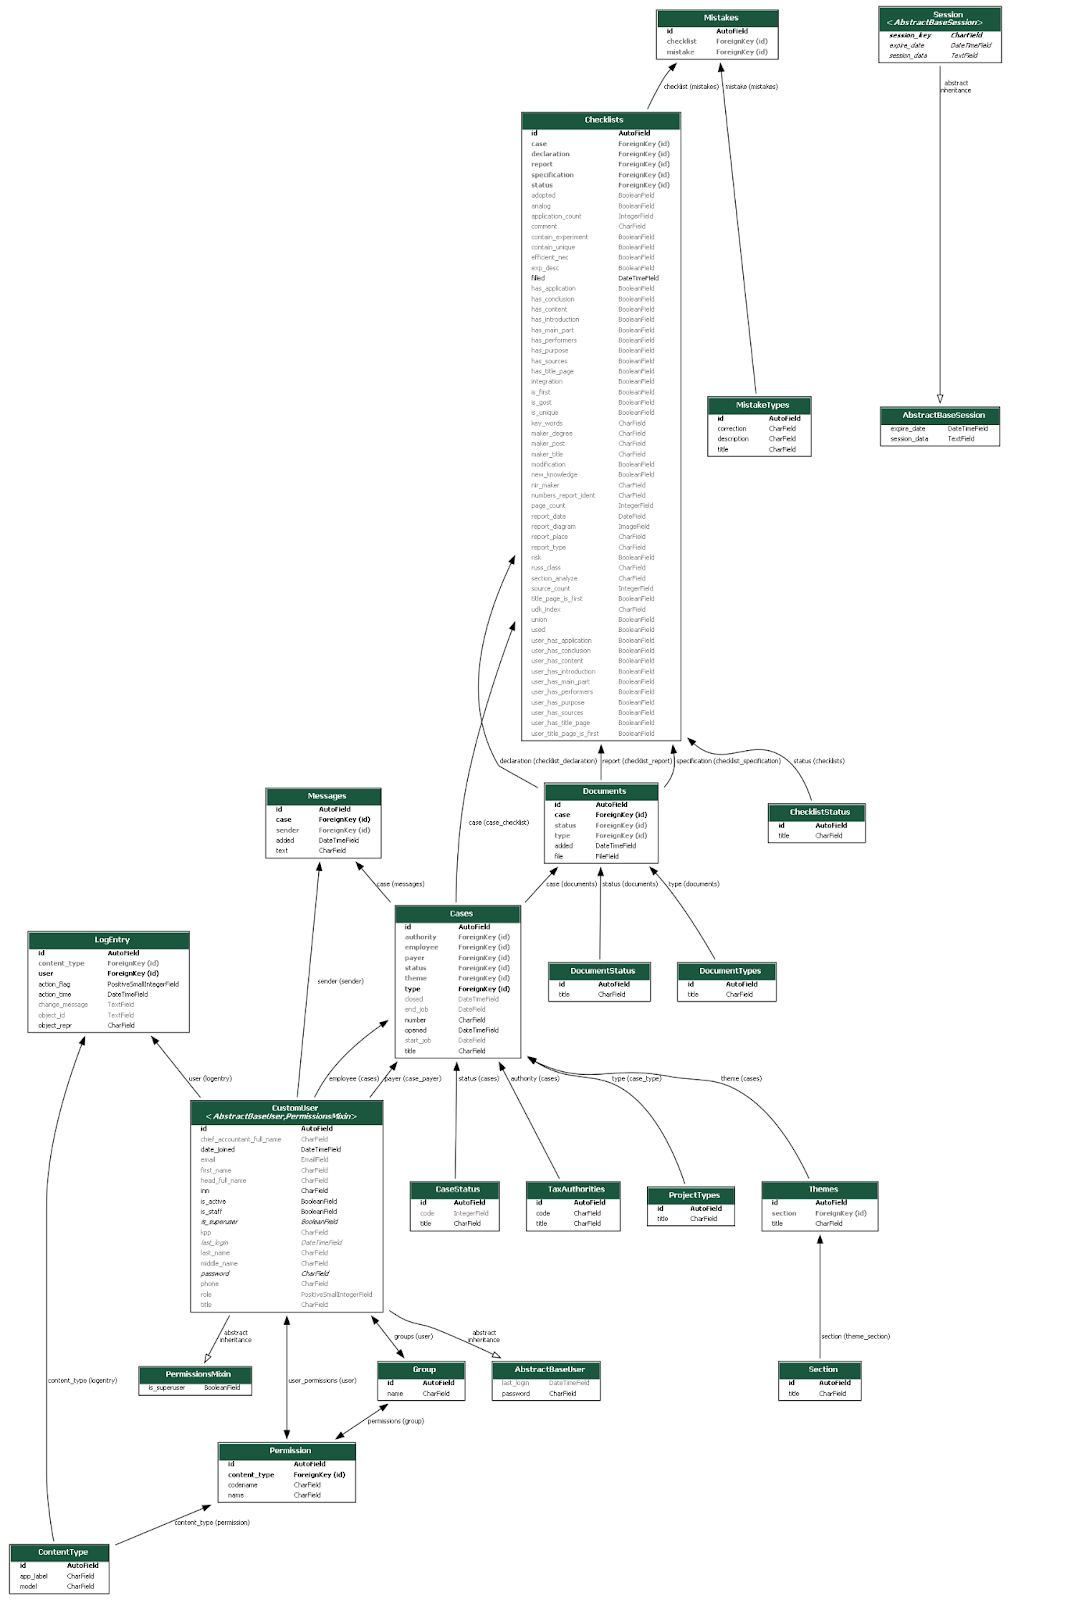 Mistakes
id AutoField
checklist ForeignKey (id)
mistake ForeignKey (id)
Session
<AbstractBaseSession>
session_key CharField
expire_date DateTimeField
session_data TextField
checklist (mistakes)
mistake (mistakes)
abstract
inheritance
Checklists
id AutoField
case ForeignKey (id)
declaration ForeignKey (id)
report ForeignKey (id)
specification ForeignKey (id)
status ForeignKey (id)
adopted BooleanField
analog BooleanField
application_count IntegerField
comment CharField
contain_experiment BooleanField
contain_unique BooleanField
efficient_nec BooleanField
exp_desc BooleanField
filled DateTimeField
has_application BooleanField
has_conclusion BooleanField
has_content BooleanField
has_introduction BooleanField
has_main_part BooleanField
has_performers BooleanField
has_purpose BooleanField
has_sources BooleanField
has_title_page BooleanField
integration BooleanField
is_first BooleanField
is_gost BooleanField
is_unique BooleanField
key_words CharField
maker_degree CharField
maker_post CharField
maker_title CharField
modification BooleanField
new_knowledge BooleanField
nir_maker CharField
numbers_report_ident CharField
page_count IntegerField
report_date DateField
report_diagram ImageField
report_place CharField
report_type CharField
risk BooleanField
russ_class CharField
section_analyze CharField
source_count IntegerField
title_page_is_first BooleanField
udk_index CharField
union BooleanField
used BooleanField
user_has_application BooleanField
user_has_conclusion BooleanField
user_has_content BooleanField
user_has_introduction BooleanField
user_has_main_part BooleanField
user_has_performers BooleanField
user_has_purpose BooleanField
user_has_sources BooleanField
user_has_title_page BooleanField
user_title_page_is_first BooleanField
MistakeTypes
id AutoField
correction CharField
description CharField
title CharField
AbstractBaseSession
expire_date DateTimeField
session_data TextField
declaration (checklist_declaration)
report (checklist_report)
specification (checklist_specification)
status (checklists)
Messages
id AutoField
case ForeignKey (id)
sender ForeignKey (id)
added DateTimeField
text CharField
Documents
id AutoField
case ForeignKey (id)
status ForeignKey (id)
type ForeignKey (id)
added DateTimeField
file FileField
ChecklistStatus
id AutoField
title CharField
case (case_checklist)
case (messages)
case (documents)
status (documents)
type (documents)
Cases
id AutoField
authority ForeignKey (id)
employee ForeignKey (id)
payer ForeignKey (id)
status ForeignKey (id)
theme ForeignKey (id)
type ForeignKey (id)
closed DateTimeField
end_job DateField
number CharField
opened DateTimeField
start_job DateField
title CharField
LogEntry
id AutoField
content_type ForeignKey (id)
user ForeignKey (id)
action_flag PositiveSmallIntegerField
action_time DateTimeField
change_message TextField
object_id TextField
object_repr CharField
DocumentStatus
id AutoField
title CharField
DocumentTypes
id AutoField
title CharField
sender (sender)
user (logentry)
employee (cases)
payer (case_payer)
status (cases)
authority (cases)
type (case_type)
theme (cases)
CustomUser
<AbstractBaseUser,PermissionsMixin>
id AutoField
chief_accountant_full_name CharField
date_joined DateTimeField
email EmailField
first_name CharField
head_full_name CharField
inn CharField
is_active BooleanField
is_staff BooleanField
is_superuser BooleanField
kpp CharField
last_login DateTimeField
last_name CharField
middle_name CharField
password CharField
phone CharField
role PositiveSmallIntegerField
title CharField
CaseStatus
id AutoField
code IntegerField
title CharField
TaxAuthorities
id AutoField
code CharField
title CharField
ProjectTypes
id AutoField
title CharField
Themes
id AutoField
section ForeignKey (id)
title CharField
abstract
inheritance
groups (user)
abstract
inheritance
section (theme_section)
PermissionsMixin
is_superuser BooleanField
content_type (logentry)
user_permissions (user)
Group
id AutoField
name CharField
AbstractBaseUser
last_login DateTimeField
password CharField
Section
id AutoField
title CharField
permissions (group)
Permission
id AutoField
content_type ForeignKey (id)
codename CharField
name CharField
content_type (permission)
ContentType
id AutoField
app_label CharField
model CharField